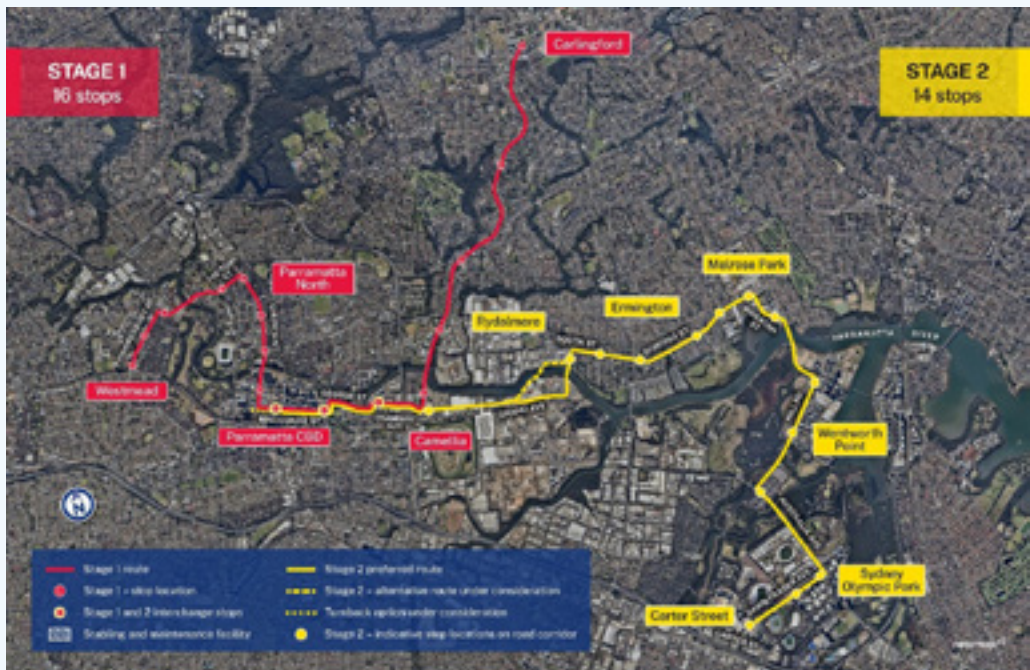 STAGE 1
16 stops
STAGE 2
14 stops
Carlingford
Parramatta
North
Melrose Park
Ermington
Rydalmere
PARRAMATTA RIVER
Westmead
Parramatta CBD
Camellia
Wentworth
Point
Sydney
Olympic Park
Carter Street
N
Stage 1 route
Stage 1 - stop location
Stage 1 and 2 interchange stops
Stabling and maintenance facility
Stage 2 preferred route
Stage 2 - alternative route under consideration
Turnback option under consideration
Stage 2 - indicative stop locations on road corridor